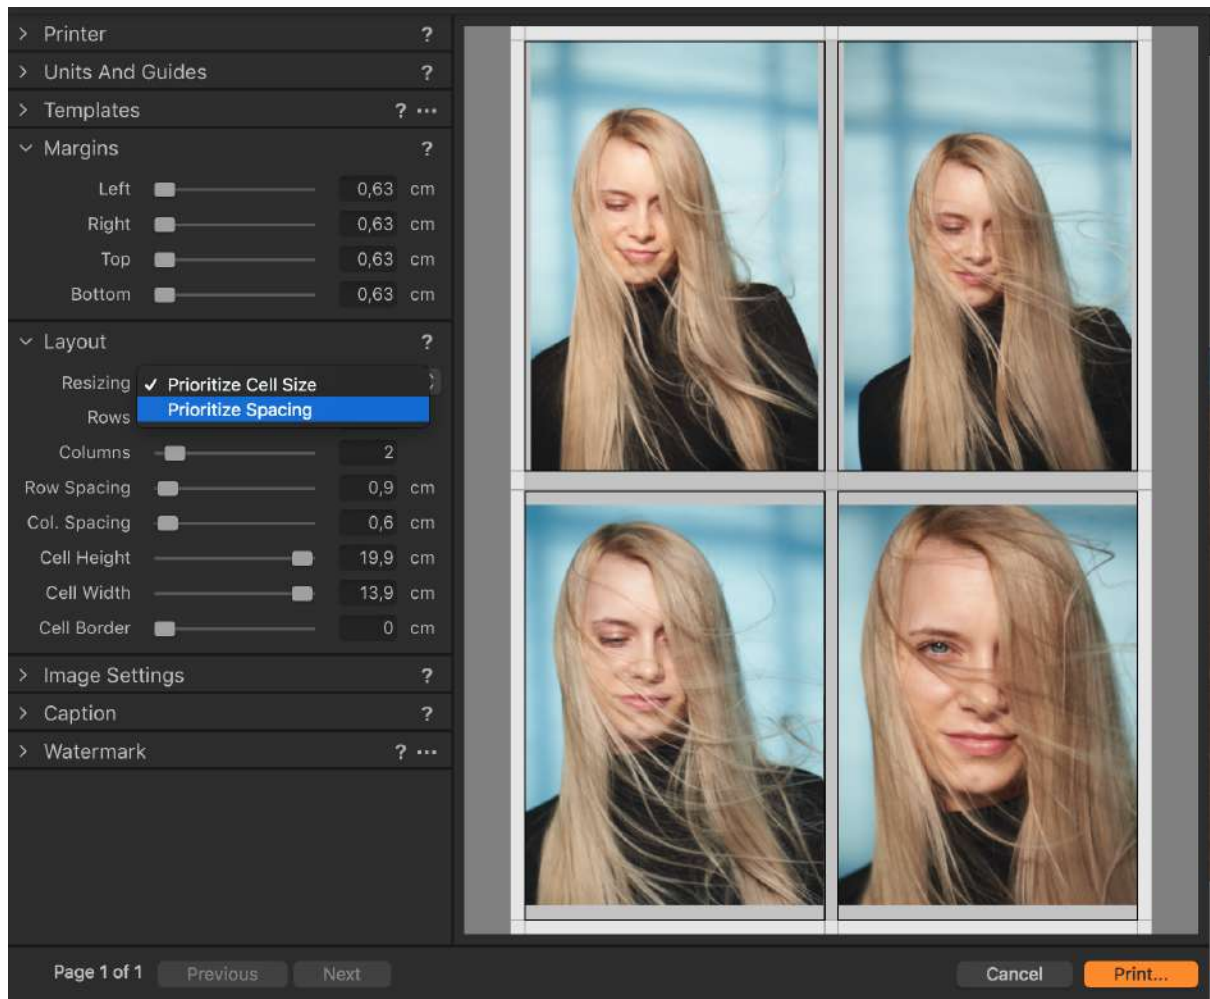 Printer ?
Units And Guides ?
Templates ? ...
Margins ?
Left 0,63 cm
Right 0,63 cm
Top 0,63 cm
Bottom 0,63 cm
Layout ?
Resizing ✓ Prioritize Cell Size
Prioritize Spacing
Rows
Columns 2
Row Spacing 0,9 cm
Col. Spacing 0,6 cm
Cell Height 19,9 cm
Cell Width 13,9 cm
Cell Border 0 cm
Image Settings ?
Caption ?
Watermark ? ...
Page 1 of 1 Previous Next Cancel Print...